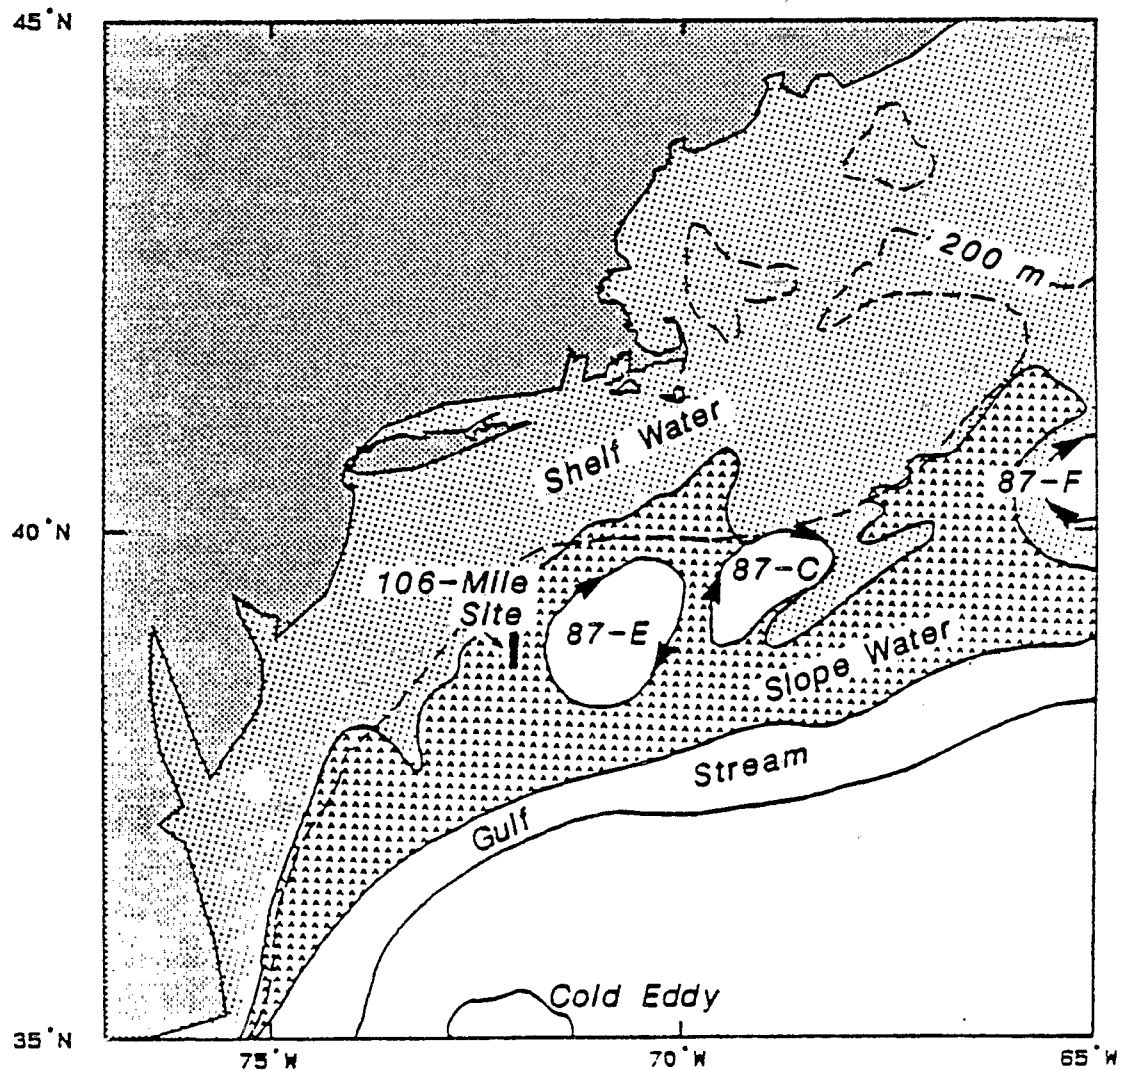 45°N
200 m
Shelf Water
87-F
40°N
106-Mile
Site
87-C
87-E
Slope Water
Stream
Gulf
Cold Eddy
35°N
75°W
70°W
65°W